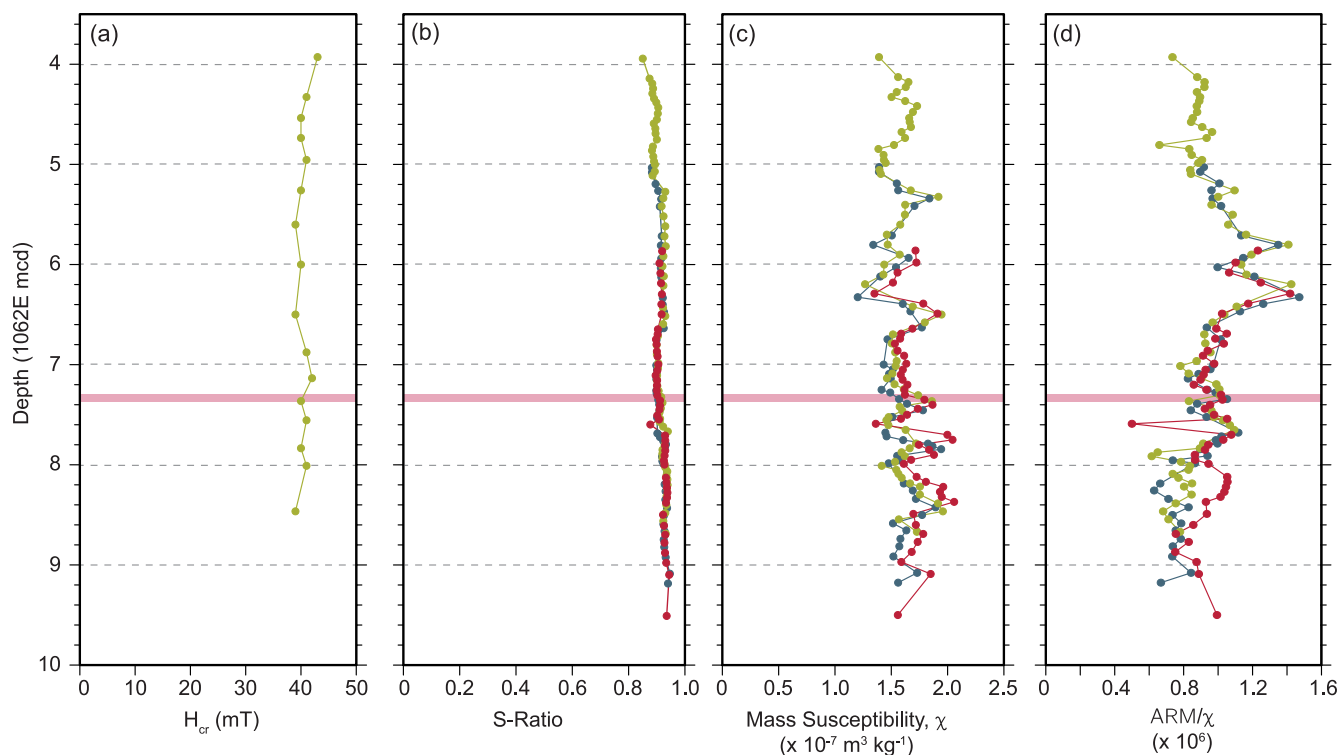 (a)
(b)
(c)
(d)
Depth (1062E mcd)
4
5
6
7
8
9
10
0 10 20 30 40 50
0 0.2 0.4 0.6 0.8 1.0
0 0.5 1.0 1.5 2.0 2.5
0 0.4 0.8 1.2 1.6
Hcr (mT)
S-Ratio
Mass Susceptibility, χ
(x 10⁻⁷ m³ kg⁻¹)
ARM/χ
(x 10⁶)